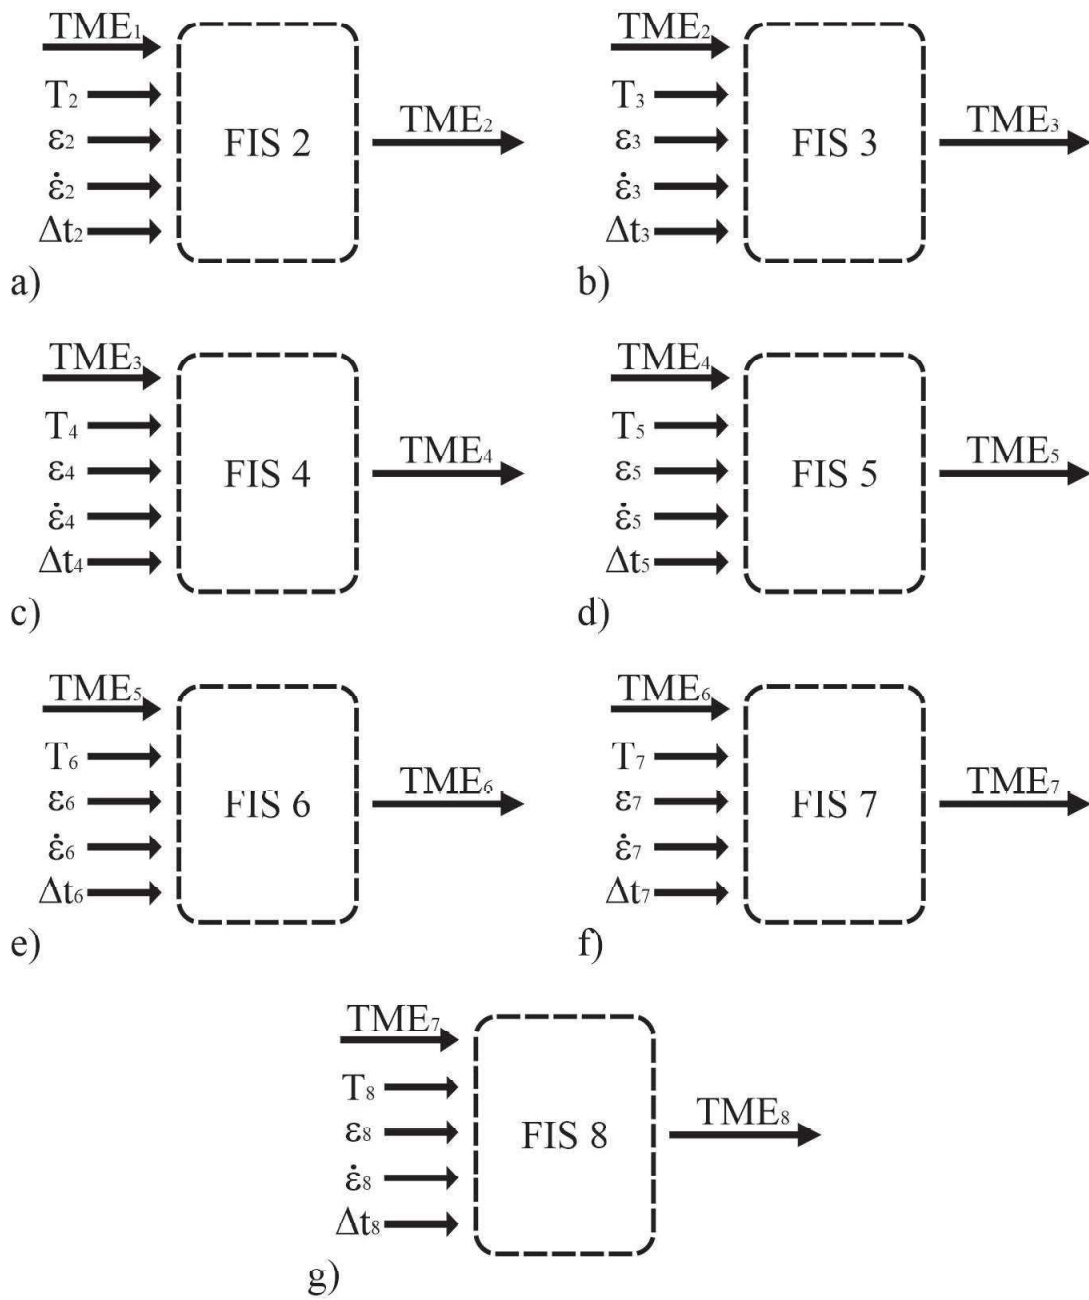 TME₁
T₂
ε₂
ε̇₂
Δt₂
FIS 2
TME₂
a)
TME₂
T₃
ε₃
ε̇₃
Δt₃
FIS 3
TME₃
b)
TME₃
T₄
ε₄
ε̇₄
Δt₄
FIS 4
TME₄
c)
TME₄
T₅
ε₅
ε̇₅
Δt₅
FIS 5
TME₅
d)
TME₅
T₆
ε₆
ε̇₆
Δt₆
FIS 6
TME₆
e)
TME₆
T₇
ε₇
ε̇₇
Δt₇
FIS 7
TME₇
f)
TME₇
T₈
ε₈
ε̇₈
Δt₈
FIS 8
TME₈
g)